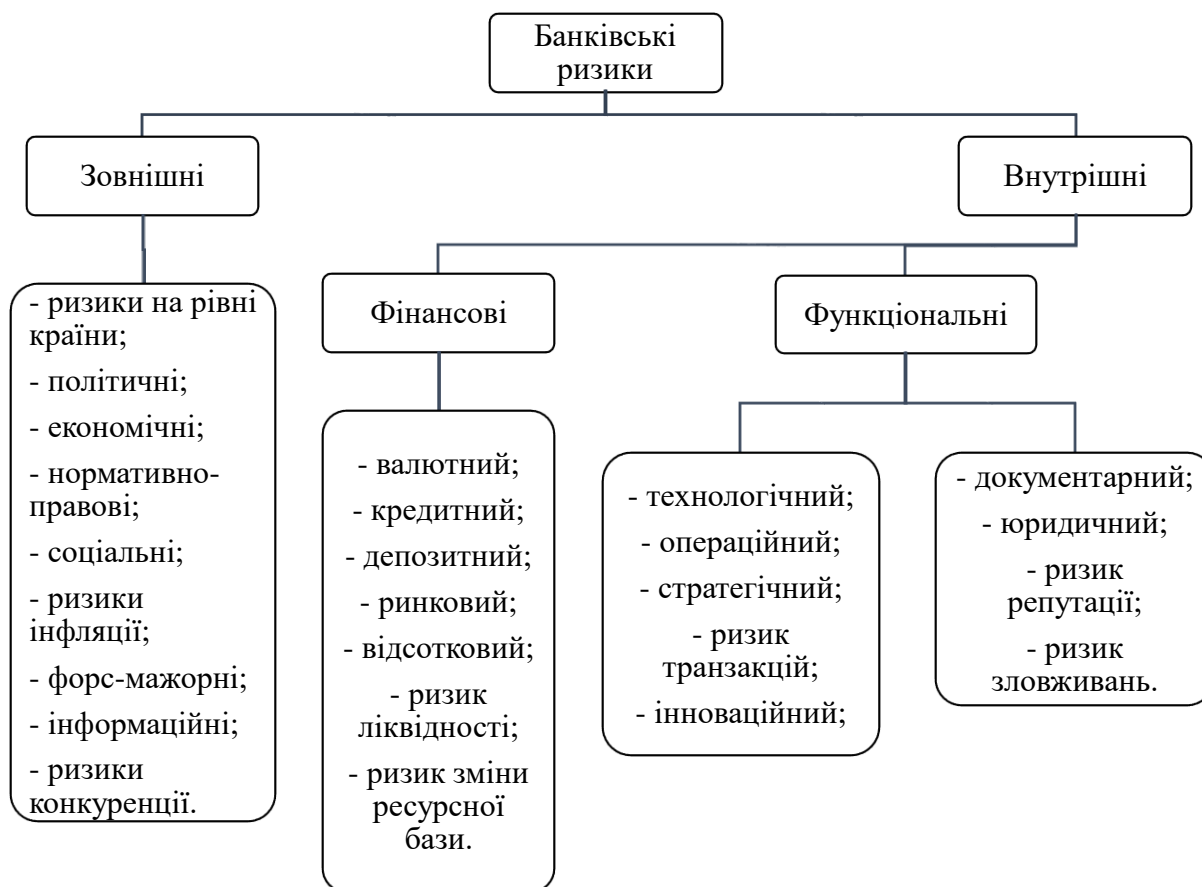 Банківські
ризики
Зовнішні
Внутрішні
Фінансові
Функціональні
- ризики на рівні
країни;
- політичні;
- економічні;
- нормативно-
правові;
- соціальні;
- ризики
інфляції;
- форс-мажорні;
- інформаційні;
- ризики
конкуренції.
- валютний;
- кредитний;
- депозитний;
- ринковий;
- відсотковий;
- ризик
ліквідності;
- ризик зміни
ресурсної
бази.
- технологічний;
- операційний;
- стратегічний;
- ризик
транзакцій;
- інноваційний;
- документарний;
- юридичний;
- ризик
репутації;
- ризик
зловживань.